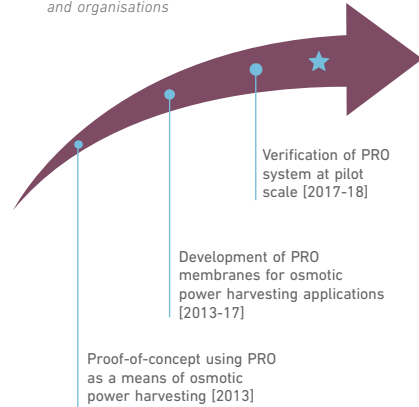 and organisations
Verification of PRO
system at pilot
scale [2017-18]
Development of PRO
membranes for osmotic
power harvesting applications
[2013-17]
Proof-of-concept using PRO
as a means of osmotic
power harvesting [2013]